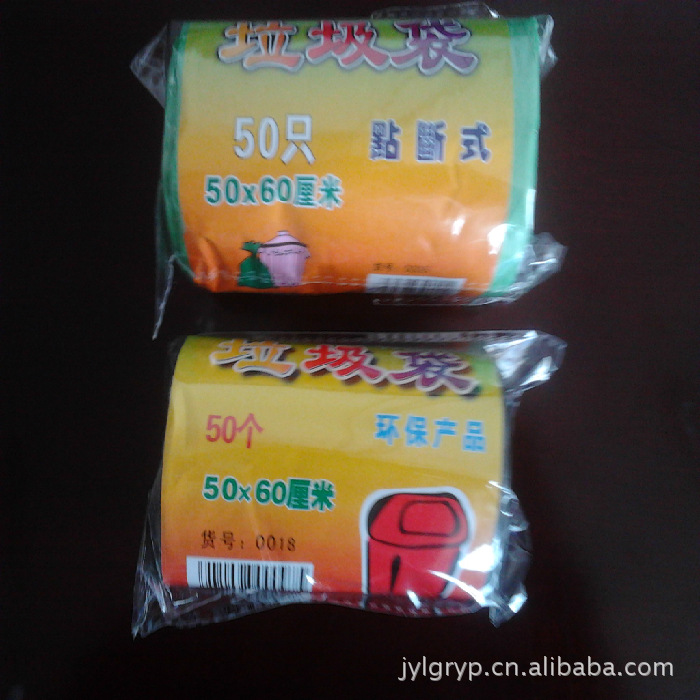 垃圾袋
50只
點斷式
50x60厘米
垃圾袋
50个
环保产品
50x60厘米
货号：0018
jylgryp.cn.alibaba.com